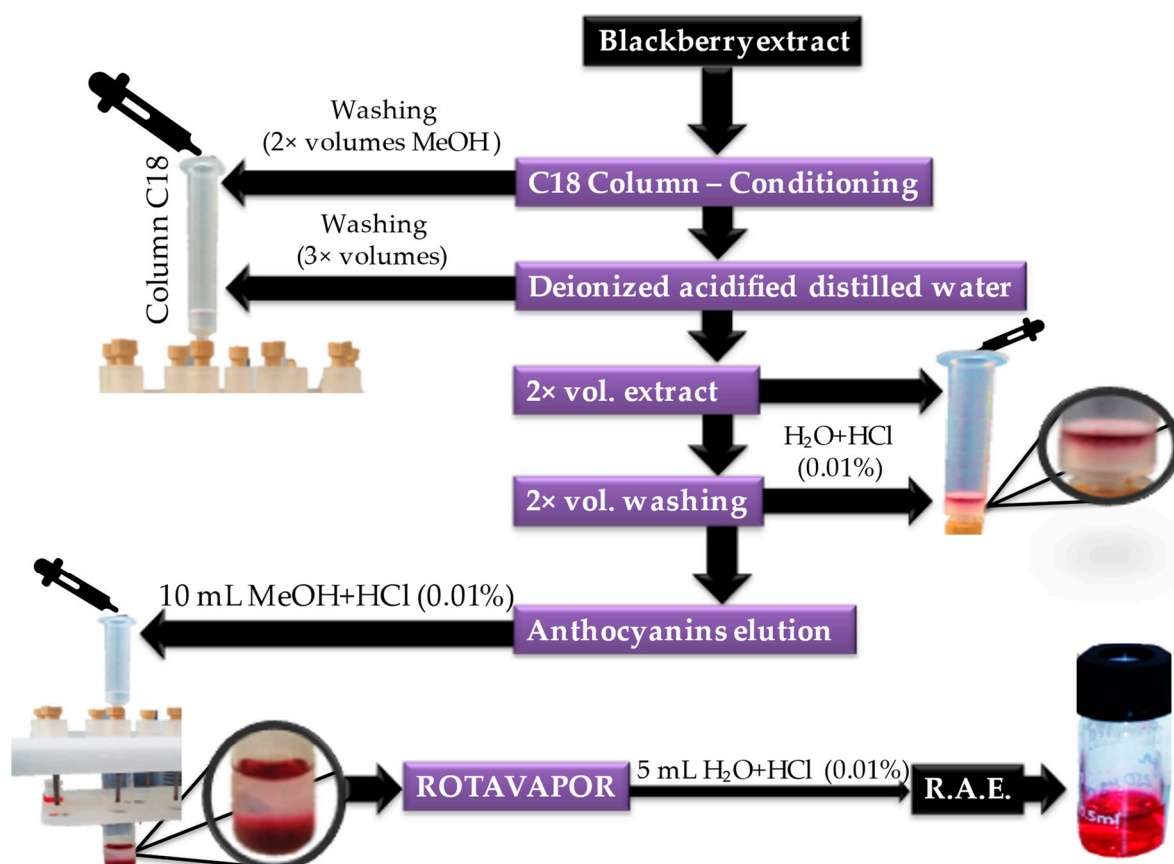 Blackberryextract
Washing
(2× volumes MeOH)
C18 Column – Conditioning
Column C18
Washing
(3× volumes)
Deionized acidified distilled water
2× vol. extract
H₂O+HCl
(0.01%)
2× vol. washing
10 mL MeOH+HCl (0.01%)
Anthocyanins elution
ROTAVAPOR
5 mL H₂O+HCl (0.01%)
R.A.E.